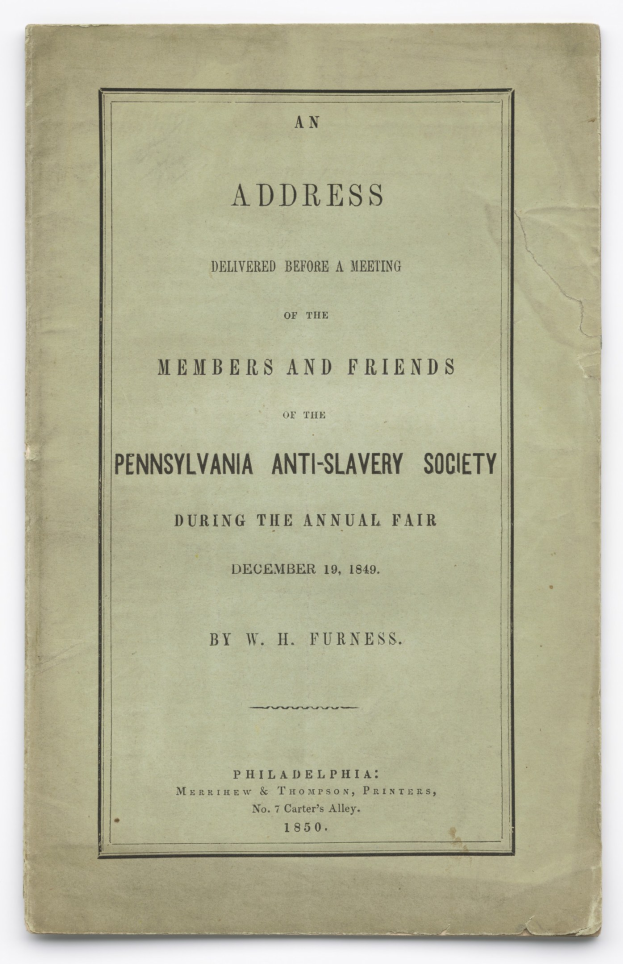 AN
ADDRESS
DELIVERED BEFORE A MEETING
OF THE
MEMBERS AND FRIENDS
OF THE
PENNSYLVANIA ANTI-SLAVERY SOCIETY
DURING THE ANNUAL FAIR
DECEMBER 19, 1849.
BY W. H. FURNESS.
PHILADELPHIA:
MERRIHEW & THOMPSON, PRINTERS,
No. 7 Carter's Alley.
1850.